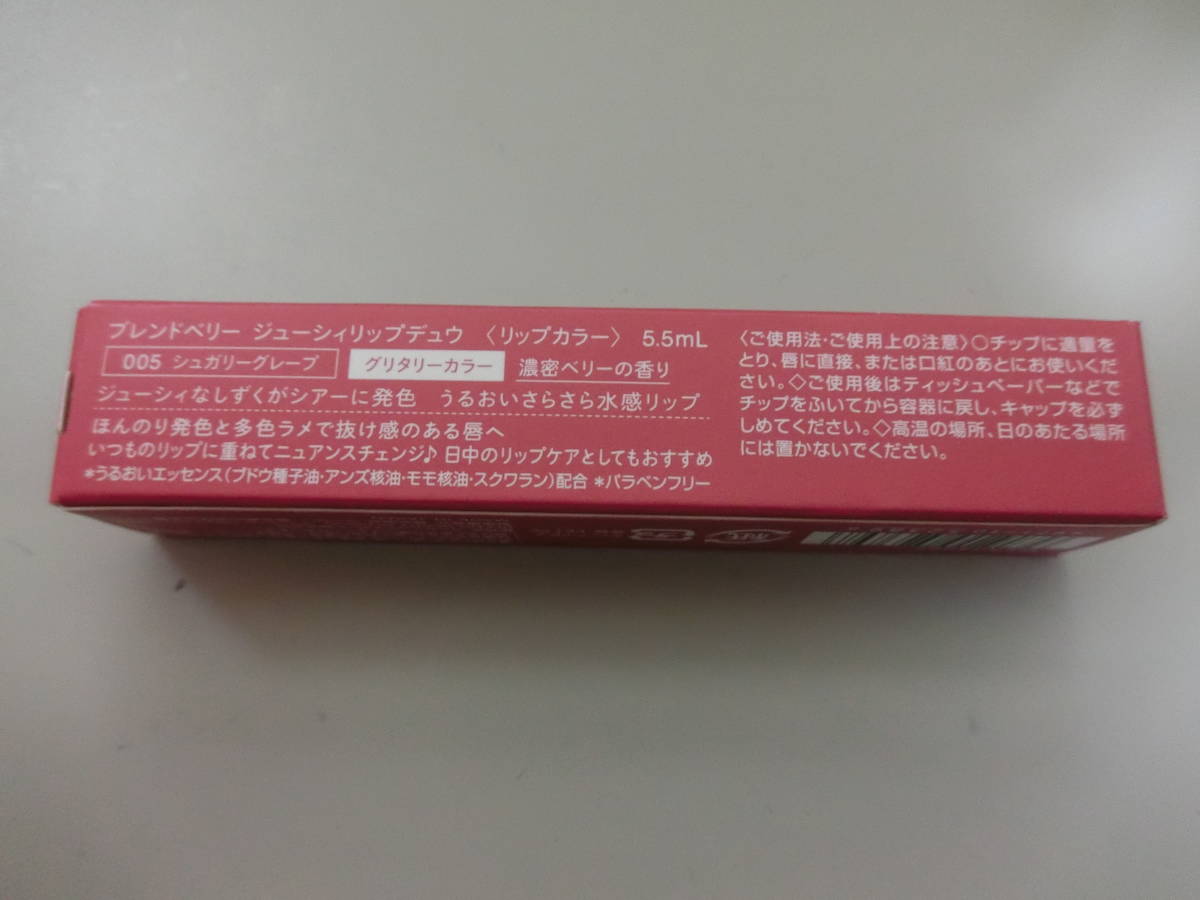 ブレンドベリー ジューシィリップデュウ 〈リップカラー〉 5.5mL
005 シュガリーグレープ グリタリーカラー 濃密ベリーの香り
ジューシィなしずくがシアーに発色 うるおいさらさら水感リップ
ほんのり発色と多色ラメで抜け感のある唇へ
いつものリップに重ねてニュアンスチェンジ♪ 日中のリップケアとしてもおすすめ
*うるおいエッセンス(ブドウ種子油・アンズ核油・モモ核油・スクワラン)配合 *パラベンフリー
〈ご使用法・ご使用上の注意〉○チップに適量を
とり、唇に直接、または口紅のあとにお使いくだ
さい。◇ご使用後はティッシュペーパーなどで
チップをふいてから容器に戻し、キャップを必ず
しめてください。◇高温の場所、日のあたる場所
には置かないでください。